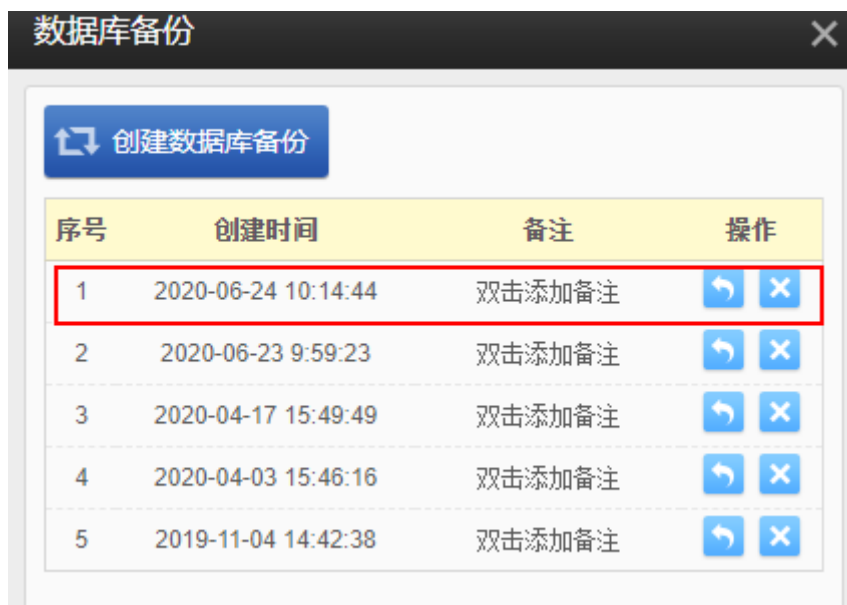 数据库备份
创建数据库备份
序号 创建时间 备注 操作
1 2020-06-24 10:14:44 双击添加备注
2 2020-06-23 9:59:23 双击添加备注
3 2020-04-17 15:49:49 双击添加备注
4 2020-04-03 15:46:16 双击添加备注
5 2019-11-04 14:42:38 双击添加备注